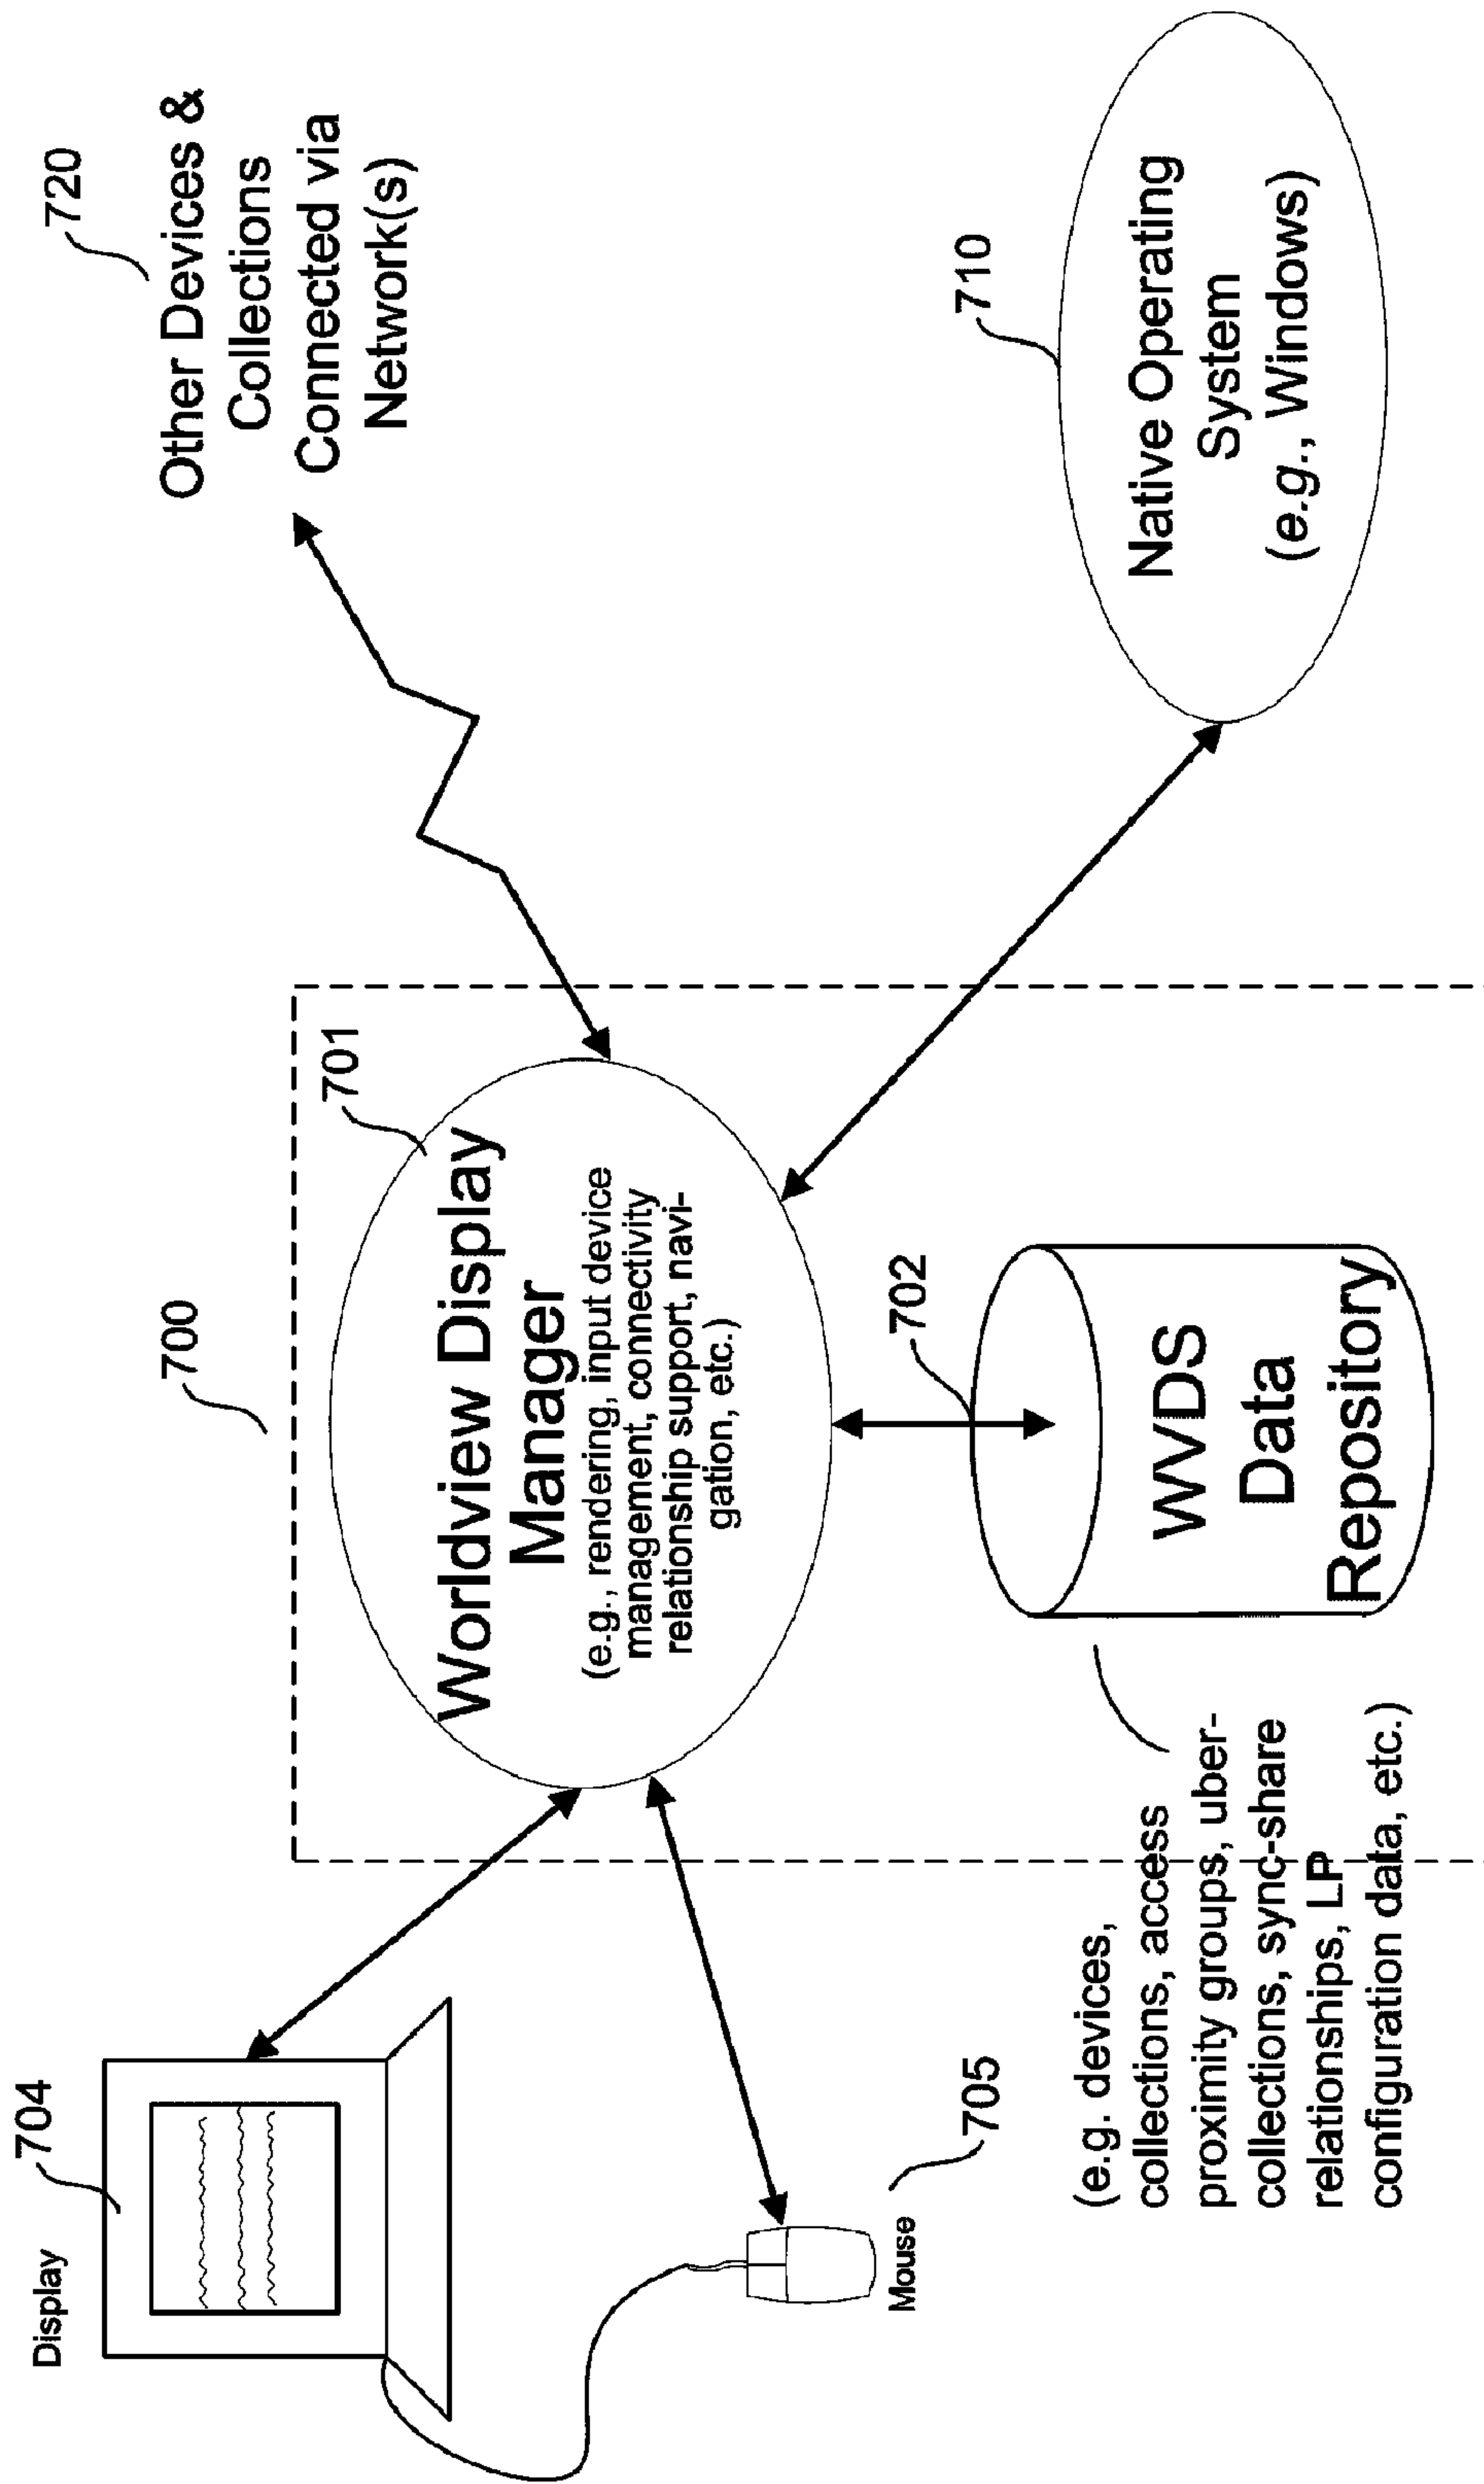 704
Display
700
720
Other Devices &
Collections
Connected via
Network(s)
701
Worldview Display
Manager
(e.g., rendering, input device
management, connectivity
relationship support, navi-
gation, etc.)
705
Mouse
702
WVDS
Data
Repository
(e.g. devices,
collections, access
proximity groups, uber-
collections, sync-share
relationships, LP
configuration data, etc.)
710
Native Operating
System
(e.g., Windows)